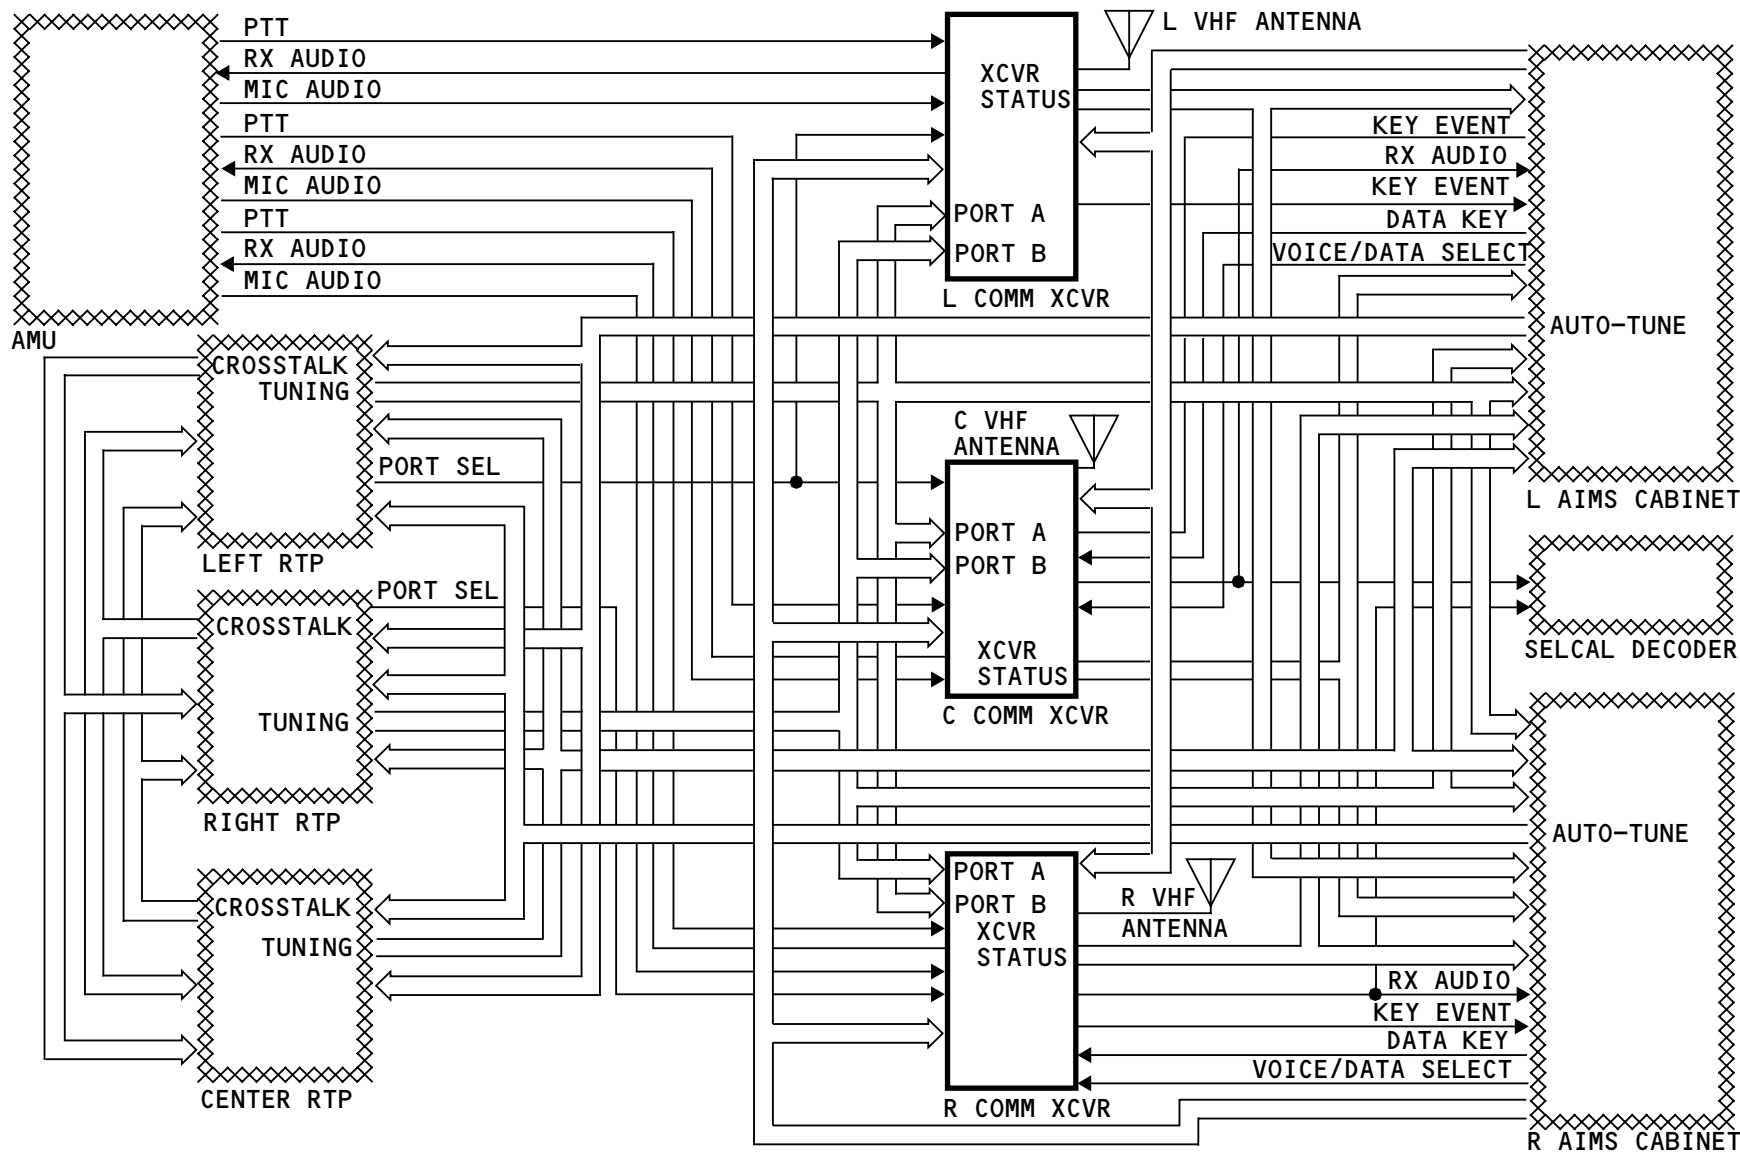 PTT
RX AUDIO
MIC AUDIO
PTT
RX AUDIO
MIC AUDIO
PTT
RX AUDIO
MIC AUDIO
AMU
CROSSTALK
TUNING
PORT SEL
LEFT RTP
PORT SEL
CROSSTALK
TUNING
RIGHT RTP
CROSSTALK
TUNING
CENTER RTP
L VHF ANTENNA
XCVR
STATUS
PORT A
PORT B
L COMM XCVR
C VHF
ANTENNA
PORT A
PORT B
XCVR
STATUS
C COMM XCVR
PORT A
PORT B
XCVR
STATUS
R VHF
ANTENNA
R COMM XCVR
KEY EVENT
RX AUDIO
KEY EVENT
DATA KEY
VOICE/DATA SELECT
AUTO-TUNE
L AIMS CABINET
SELCAL DECODER
AUTO-TUNE
RX AUDIO
KEY EVENT
DATA KEY
VOICE/DATA SELECT
R AIMS CABINET